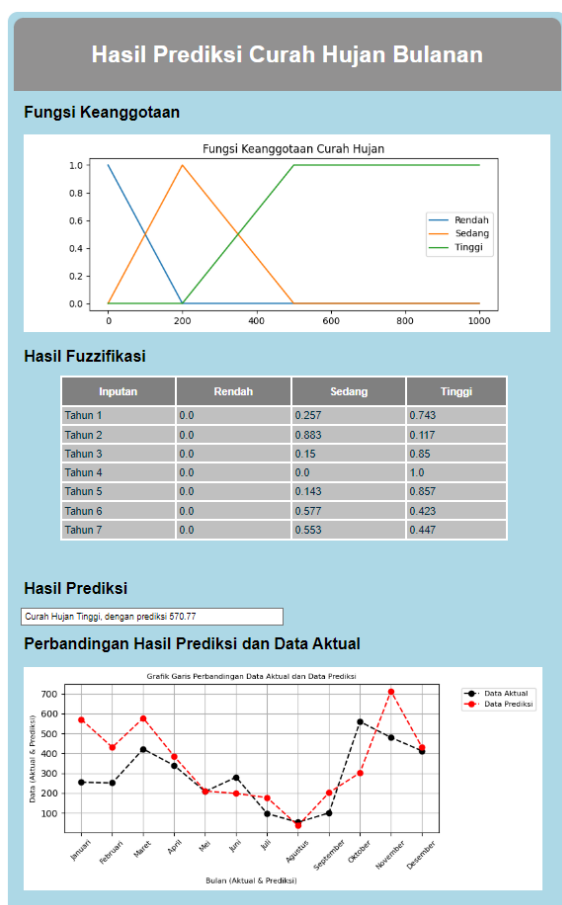 Hasil Prediksi Curah Hujan Bulanan
Fungsi Keanggotaan
Fungsi Keanggotaan Curah Hujan
1.0
0.8
0.6
0.4
0.2
0.0
0 200 400 600 800 1000
Rendah
Sedang
Tinggi
Hasil Fuzzifikasi
Inputan Rendah Sedang Tinggi
Tahun 1 0.0 0.257 0.743
Tahun 2 0.0 0.883 0.117
Tahun 3 0.0 0.15 0.85
Tahun 4 0.0 0.0 1.0
Tahun 5 0.0 0.143 0.857
Tahun 6 0.0 0.577 0.423
Tahun 7 0.0 0.553 0.447
Hasil Prediksi
Curah Hujan Tinggi, dengan prediksi 570.77
Perbandingan Hasil Prediksi dan Data Aktual
Grafik Garis Perbandingan Data Aktual dan Data Prediksi
Data (Aktual & Prediksi)
700
600
500
400
300
200
100
Januari Februari Maret April Mei Juni Juli Agustus September Oktober November Desember
Bulan (Aktual & Prediksi)
Data Aktual
Data Prediksi